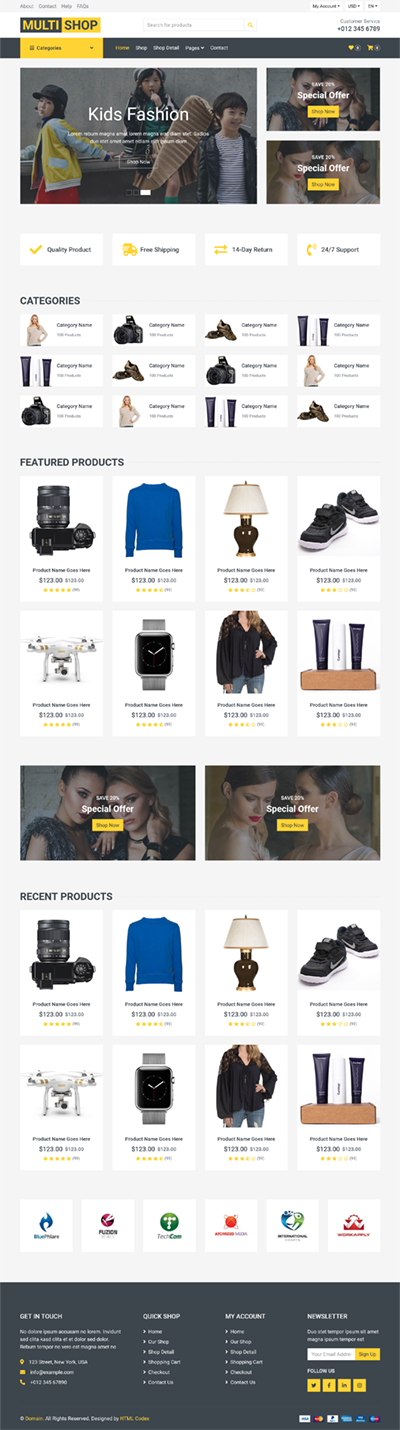 About Contact Help FAQs
My Account USD EN
MULTI SHOP
Search for products
Customer Service
+012 345 6789
Categories
Home Shop Shop Detail Pages Contact
0 0
Kids Fashion
Lorem rebum magna amet lorem magna erat diam stet. Sadips
duo stet amet amet ndiam elitr ipsum diam
Shop Now
SAVE 20%
Special Offer
Shop Now
SAVE 20%
Special Offer
Shop Now
Quality Product
Free Shipping
14-Day Return
24/7 Support
CATEGORIES
Category Name Category Name Category Name Category Name
100 Products 100 Products 100 Products 100 Products
Category Name Category Name Category Name Category Name
100 Products 100 Products 100 Products 100 Products
Category Name Category Name Category Name Category Name
100 Products 100 Products 100 Products 100 Products
FEATURED PRODUCTS
Product Name Goes Here Product Name Goes Here Product Name Goes Here Product Name Goes Here
$123.00 $123.00 $123.00 $123.00 $123.00 $123.00 $123.00 $123.00
(99) (99) (99) (99)
Product Name Goes Here Product Name Goes Here Product Name Goes Here Product Name Goes Here
$123.00 $123.00 $123.00 $123.00 $123.00 $123.00 $123.00 $123.00
(99) (99) (99) (99)
SAVE 20%
Special Offer
Shop Now
SAVE 20%
Special Offer
Shop Now
RECENT PRODUCTS
Product Name Goes Here Product Name Goes Here Product Name Goes Here Product Name Goes Here
$123.00 $123.00 $123.00 $123.00 $123.00 $123.00 $123.00 $123.00
(99) (99) (99) (99)
Product Name Goes Here Product Name Goes Here Product Name Goes Here Product Name Goes Here
$123.00 $123.00 $123.00 $123.00 $123.00 $123.00 $123.00 $123.00
(99) (99) (99) (99)
BluePhlare
FUZION
TechCom
ATOMICRED MEDIA
INTERNATIONAL
WORKAPPLY
GET IN TOUCH
No dolore ipsum accusam no lorem. Invidunt
sed clita kasd clita et et dolor sed dolor.
Rebum tempor no vero est magna amet no
123 Street, New York, USA
info@example.com
+012 345 67890
QUICK SHOP
Home
Our Shop
Shop Detail
Shopping Cart
Checkout
Contact Us
MY ACCOUNT
Home
Our Shop
Shop Detail
Shopping Cart
Checkout
Contact Us
NEWSLETTER
Duo stet tempor ipsum sit amet
magna ipsum tempor est
Your Email Address Sign Up
FOLLOW US
© Domain. All Rights Reserved. Designed by HTML Codex
VISA PayPal